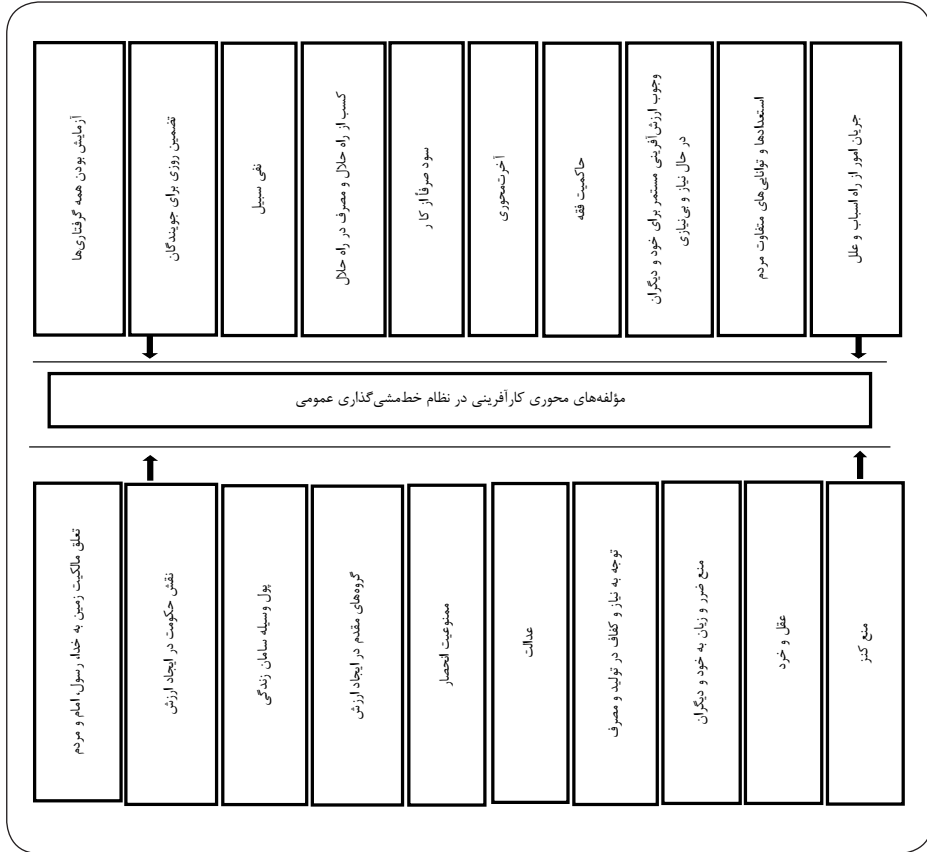 جریان امور از راه اسباب و علل
استعدادها و توانایی‌های متفاوت مردم
وجوب ارزش‌آفرینی مستمر برای خود و دیگران
در حال نیاز و بی‌نیازی
حاکمیت فقه
آخرت‌محوری
سود صرفاً از کار
کسب از راه حلال و مصرف در راه حلال
نفی سبیل
تضمین روزی برای جویندگان
آزمایش بودن همه گرفتاری‌ها
مؤلفه‌های محوری کارآفرینی در نظام خط‌مشی‌گذاری عمومی
منع کنز
عقل و خرد
منع ضرر و زیان به خود و دیگران
توجه به نیاز و کفاف در تولید و مصرف
عدالت
ممنوعیت انحصار
گروه‌های مقدم در ایجاد ارزش
پول وسیله سامان زندگی
نقش حکومت در ایجاد ارزش
تعلق مالکیت زمین به خدا، رسول، امام و مردم